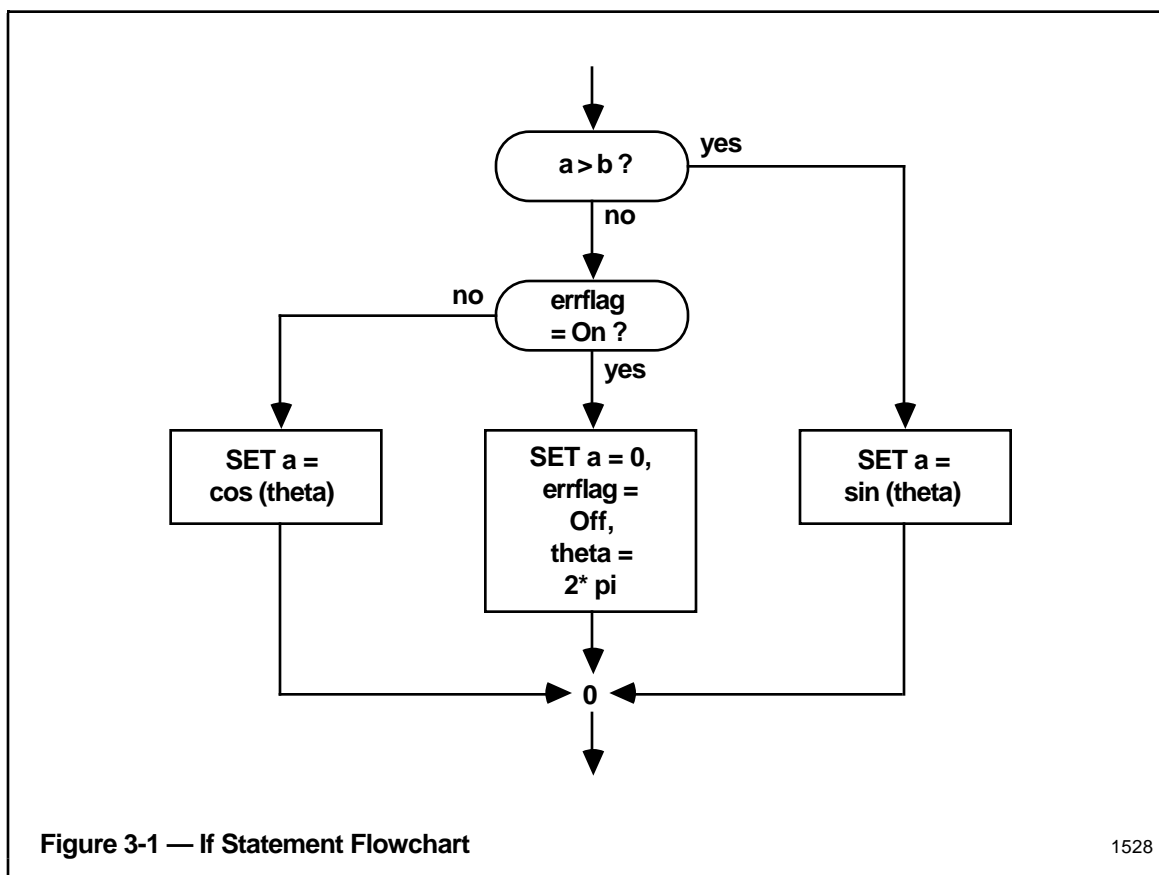 a > b ?
yes
no
errflag
= On ?
no
yes
SET a =
cos (theta)
SET a = 0,
errflag =
Off,
theta =
2* pi
SET a =
sin (theta)
0
Figure 3-1 — If Statement Flowchart
1528